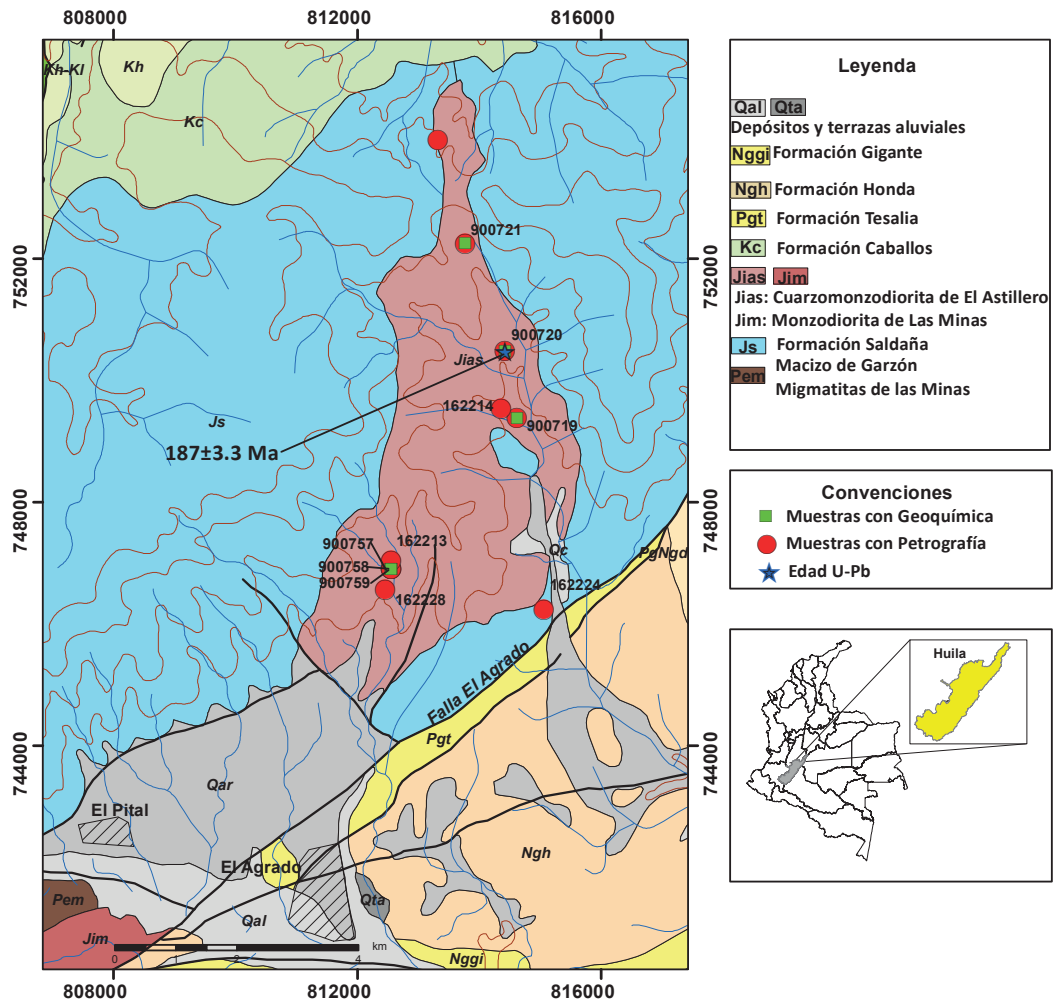 808000
812000
816000
752000
748000
744000
Kh-Kl
Kh
Kc
900721
900720
Jias
162214
900719
Js
187±3.3 Ma
900757
162213
900758
900759
162228
Qc
PgNgd
162224
Falla El Agrado
Pgt
Qar
El Pital
El Agrado
Ngh
Pem
Qta
Qal
Jim
Nggi
0
2
4
km
808000
812000
816000
752000
748000
744000
Leyenda
Qal Qta
Depósitos y terrazas aluviales
Nggi Formación Gigante
Ngh Formación Honda
Pgt Formación Tesalia
Kc Formación Caballos
Jias Jim
Jias: Cuarzomonzodiorita de El Astillero
Jim: Monzodiorita de Las Minas
Js Formación Saldaña
Pem Macizo de Garzón
Migmatitas de las Minas
Convenciones
Muestras con Geoquímica
Muestras con Petrografía
Edad U-Pb
Huila